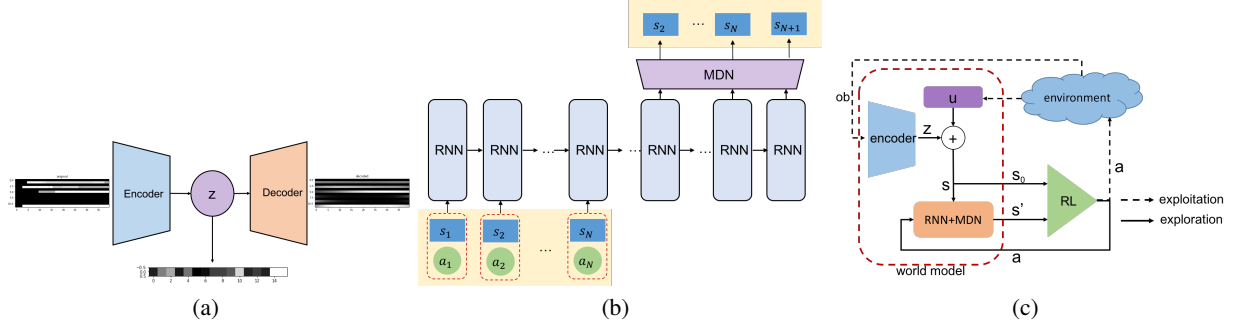 Encoder
z
Decoder
original
decoded
0 2 4 6 8 10 12 14
(a)
s2 ... sN sN+1
MDN
RNN RNN RNN RNN RNN RNN
... ...
...
s1 s2 ... sN
a1 a2 aN
(b)
ob
u
environment
encoder
z
+
a
s
s0
RNN+MDN
s'
RL
exploitation
exploration
a
world model
(c)